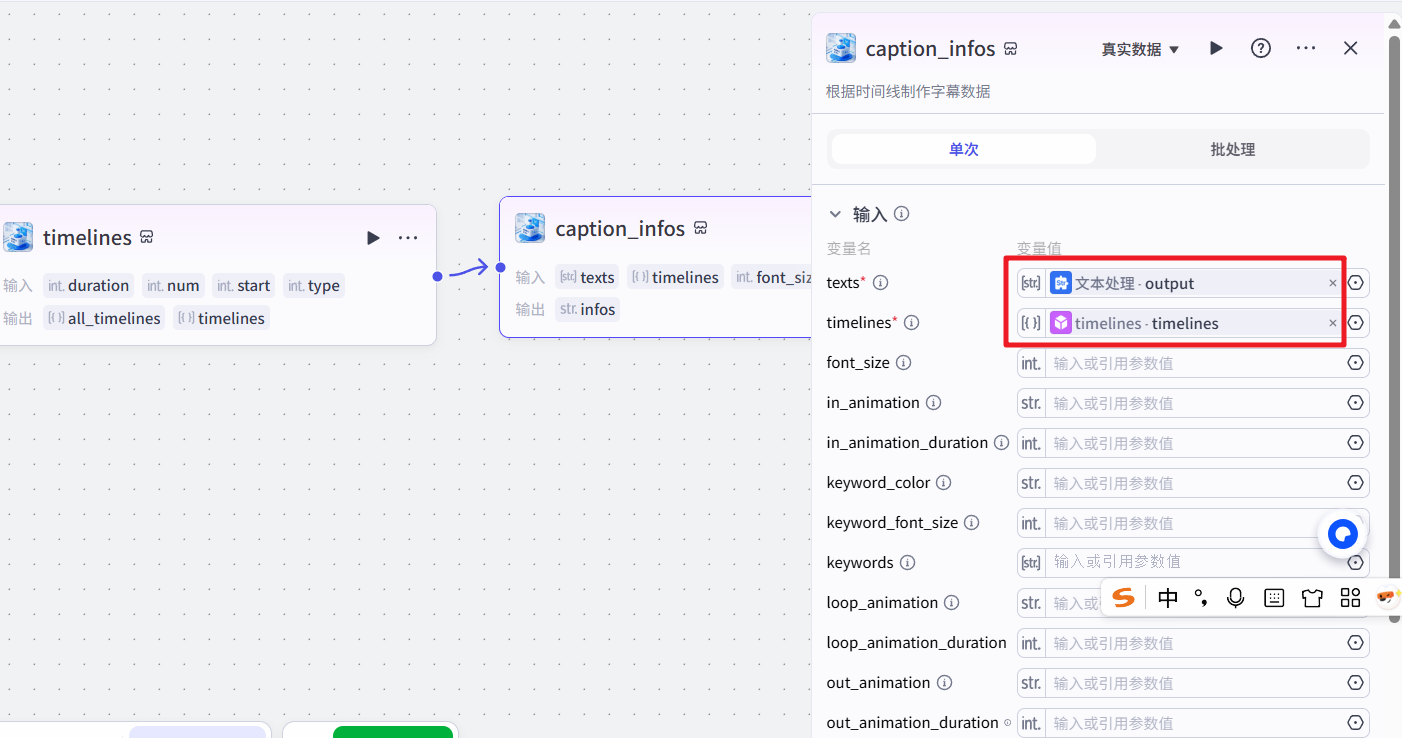 caption_infos
真实数据
根据时间线制作字幕数据
单次
批处理
输入
变量名
变量值
texts*
[str]
文本处理 - output
timelines*
[{}]
timelines - timelines
font_size
int. 输入或引用参数值
in_animation
str. 输入或引用参数值
in_animation_duration
int. 输入或引用参数值
keyword_color
str. 输入或引用参数值
keyword_font_size
int. 输入或引用参数值
keywords
[str] 输入或引用参数值
loop_animation
str. 输入
loop_animation_duration
int. 输入或引用参数值
out_animation
str. 输入或引用参数值
out_animation_duration
int. 输入或引用参数值
中
timelines
输入 int. duration int. num int. start int. type
输出 [{}] all_timelines [{}] timelines
caption_infos
输入 [str] texts [{}] timelines int. font_siz
输出 str. infos